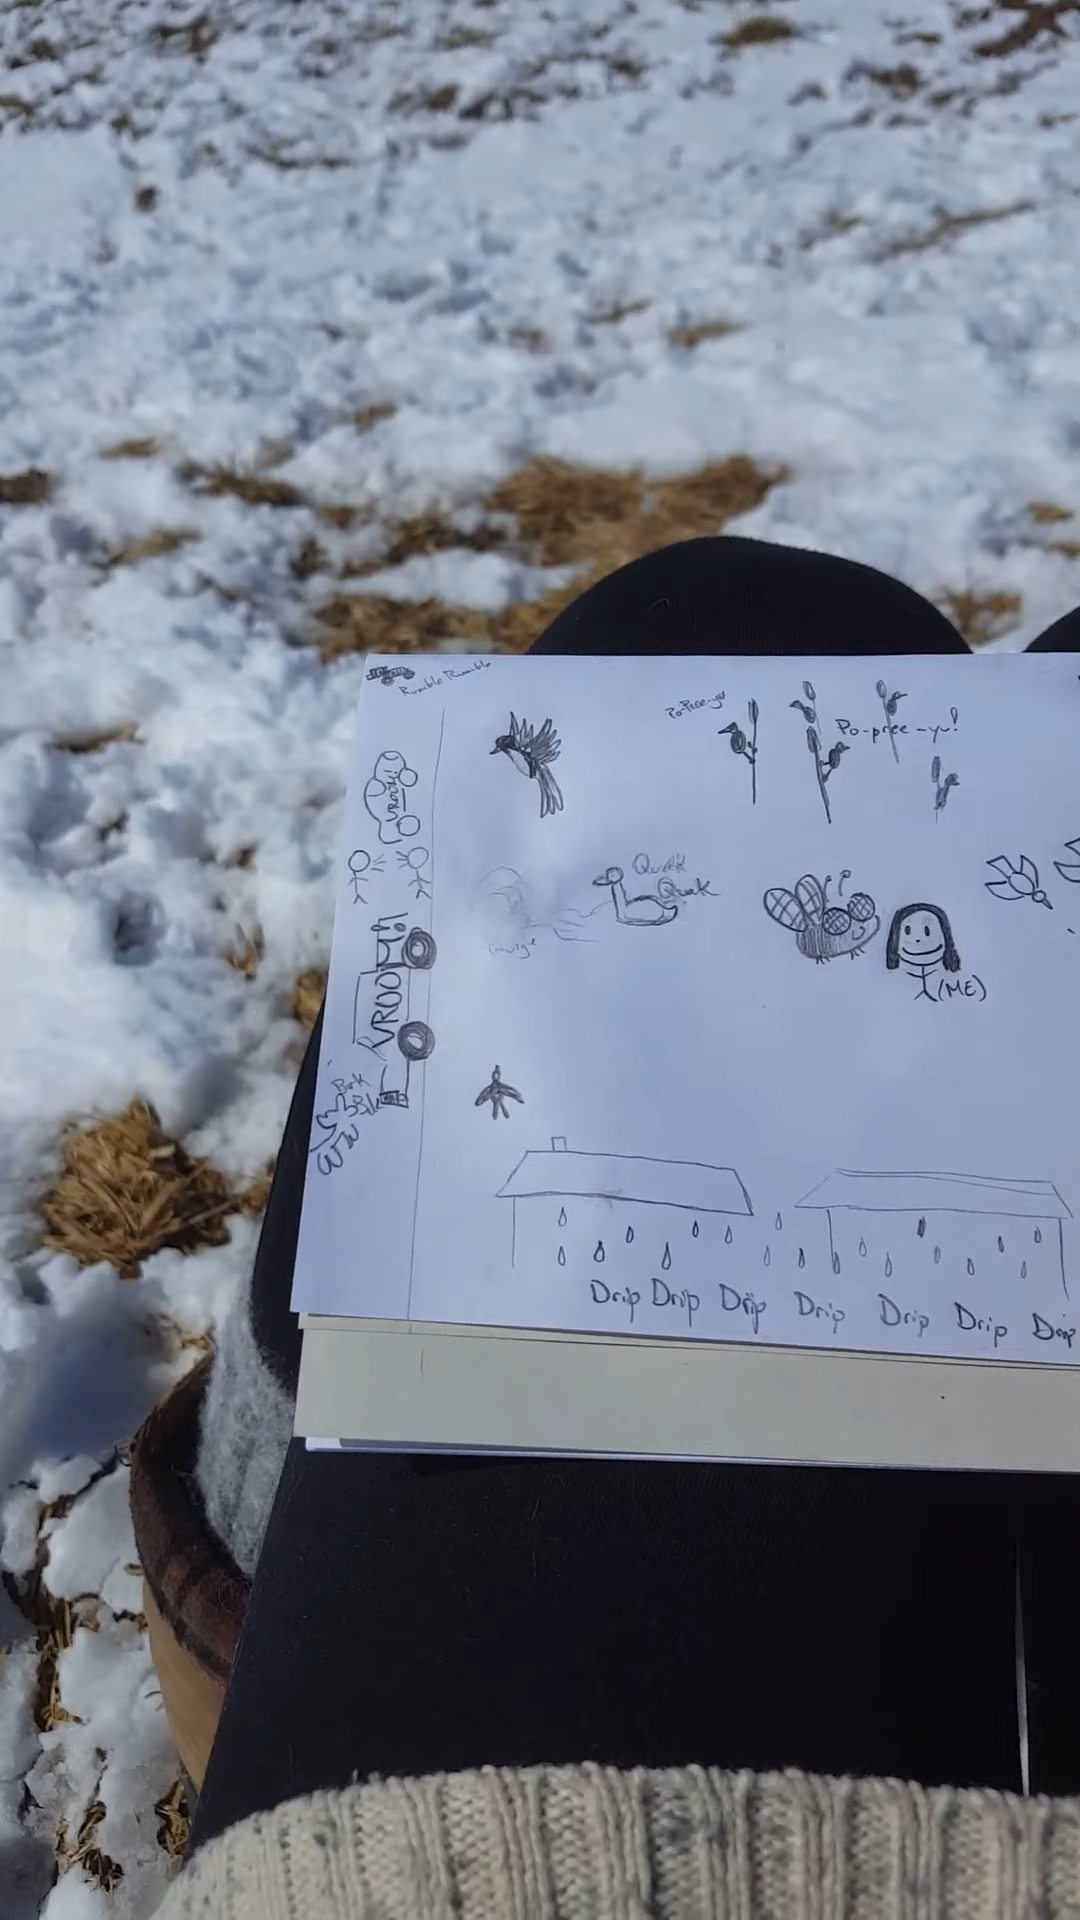 Rumble Rumble
Po-Pree-yu!
Po-pree-yu!
VROOM!
Quack
Quak
(ME)
VROOM!
Drip Drip Drip Drip Drip Drip Drip